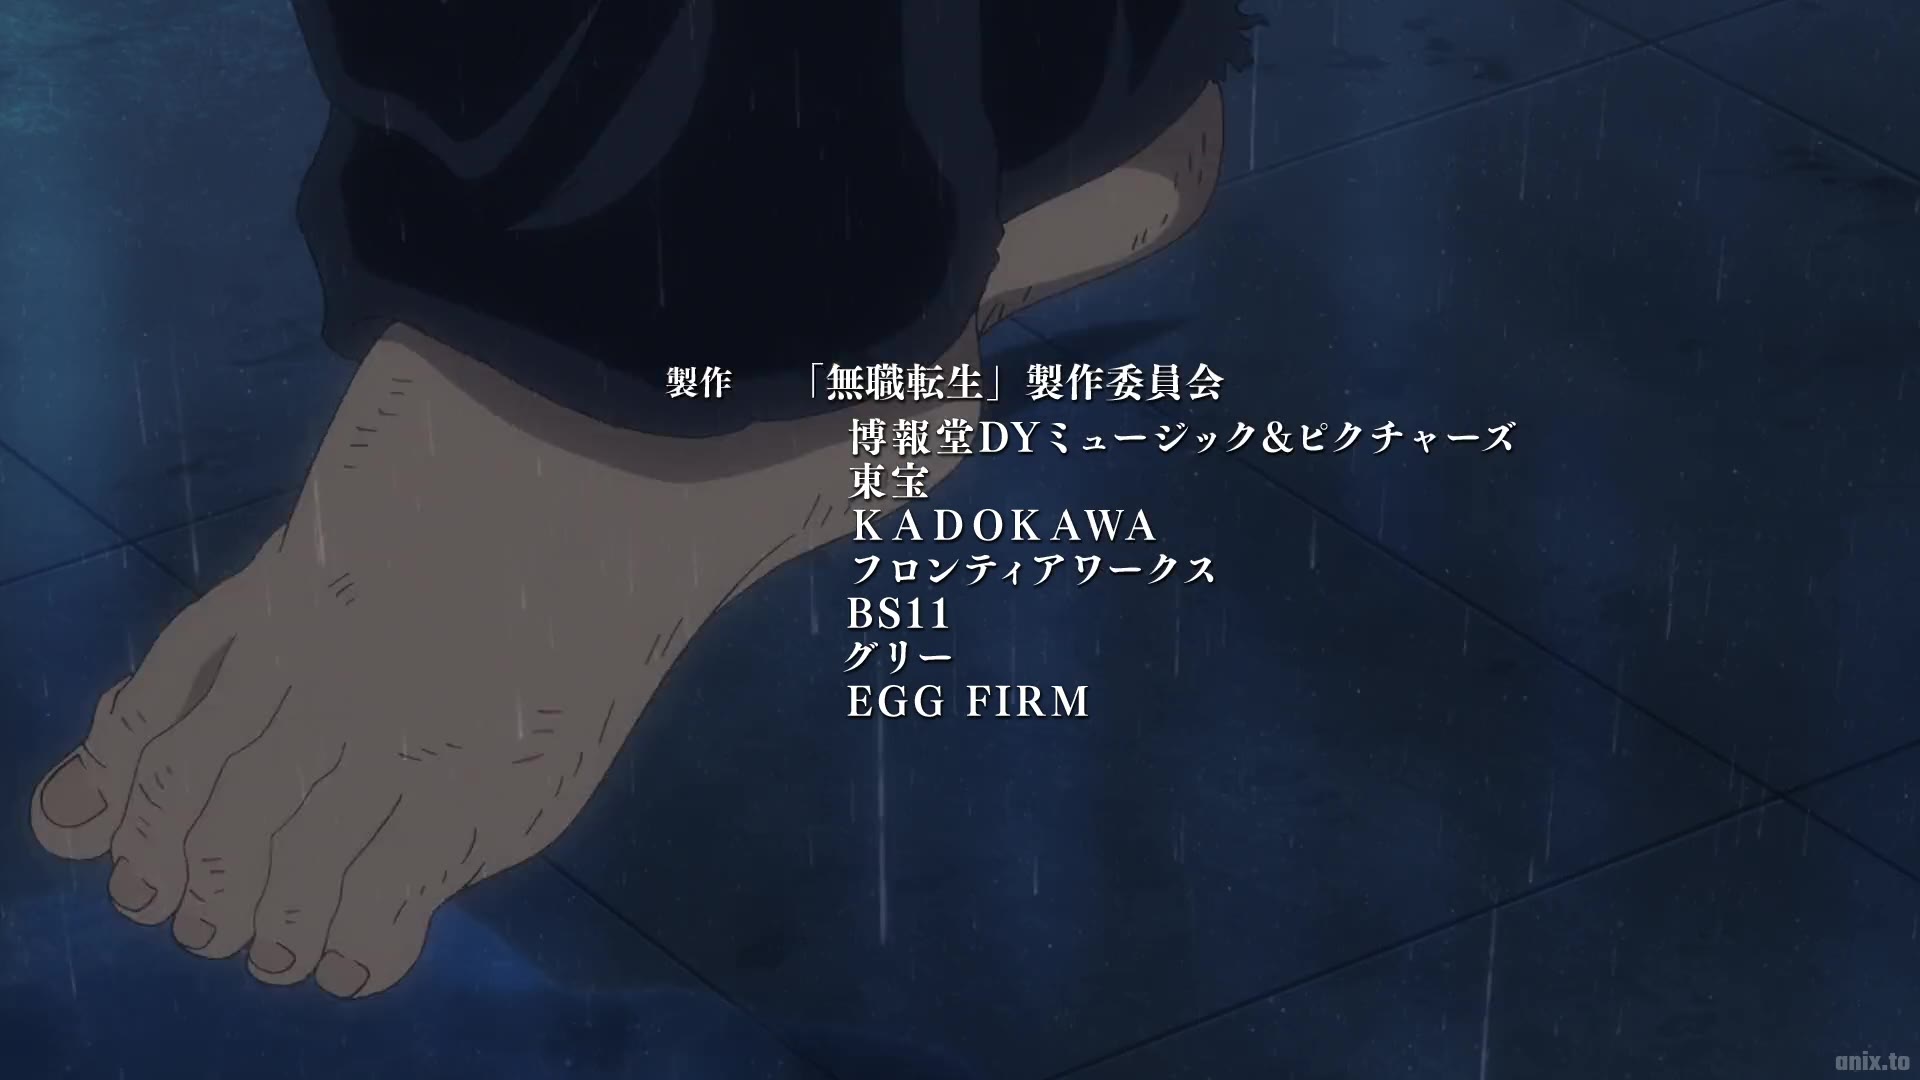 製作 「無職転生」製作委員会
博報堂DYミュージック&ピクチャーズ
東宝
KADOKAWA
フロンティアワークス
BS11
グリー
EGG FIRM
anix.to